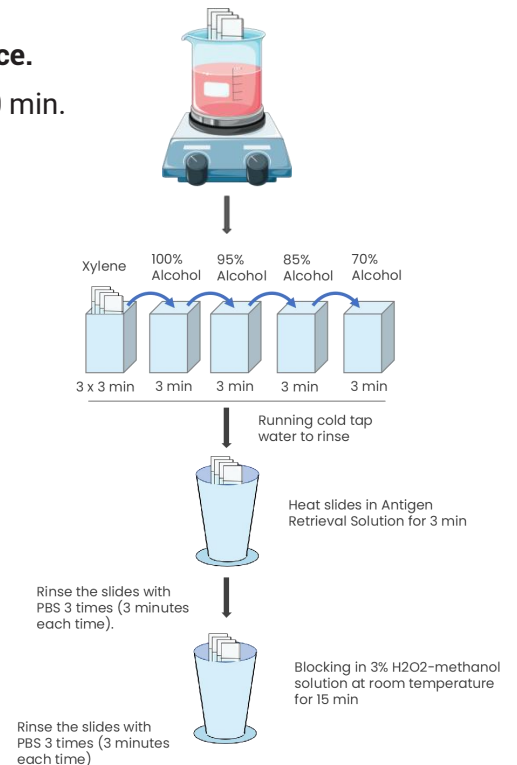 ce.
min.
Xylene
100%
Alcohol
95%
Alcohol
85%
Alcohol
70%
Alcohol
3 x 3 min
3 min
3 min
3 min
3 min
Running cold tap
water to rinse
Heat slides in Antigen
Retrieval Solution for 3 min
Rinse the slides with
PBS 3 times (3 minutes
each time).
Blocking in 3% H2O2-methanol
solution at room temperature
for 15 min
Rinse the slides with
PBS 3 times (3 minutes
each time)